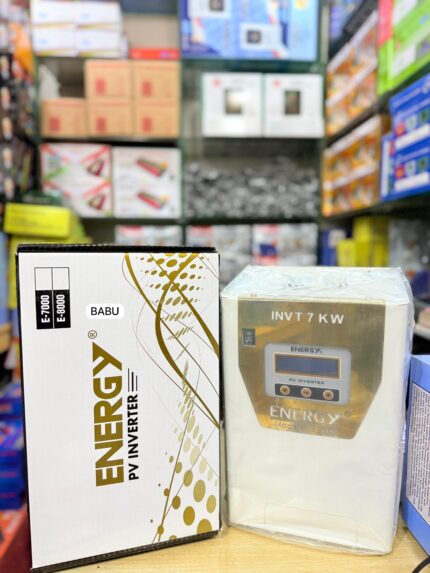 E-7000
E-8000
BABU
ENERGY®
PV INVERTER
INVT 7 KW
ENERGY®
PV INVERTER
ENERGY®